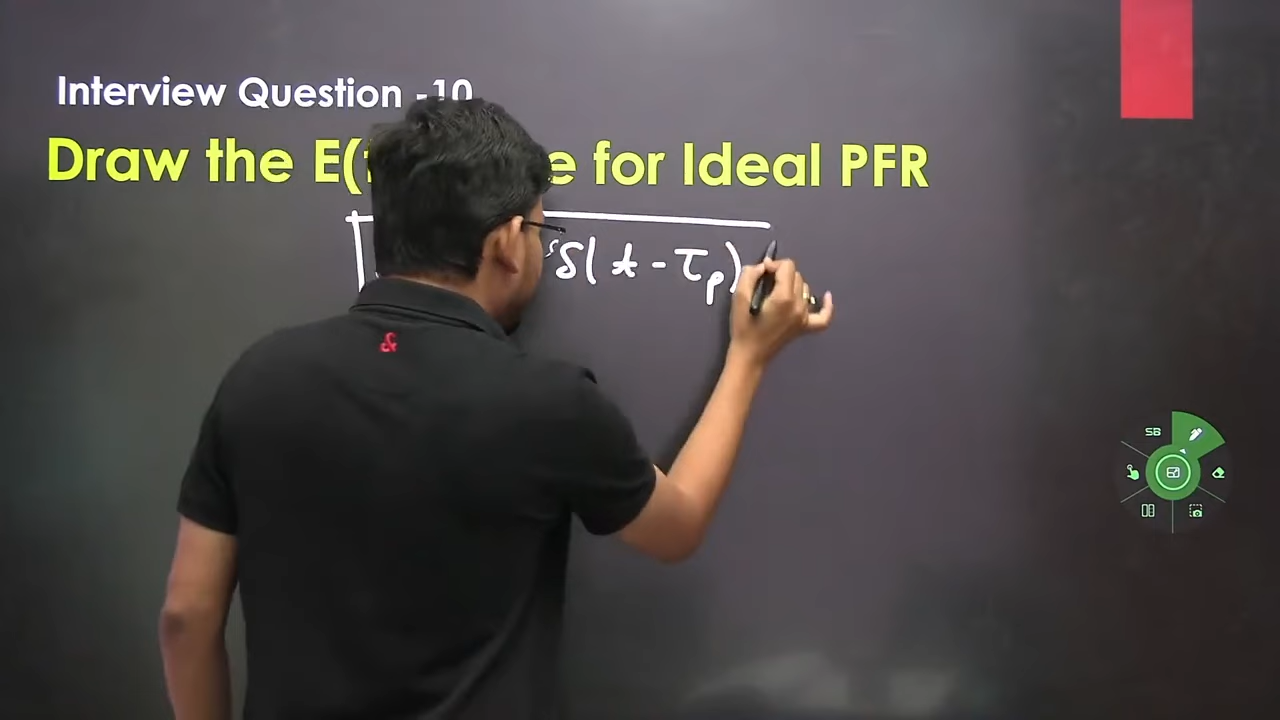 Interview Question -10
Draw the E( for Ideal PFR
δ( t - τp)
&
SB